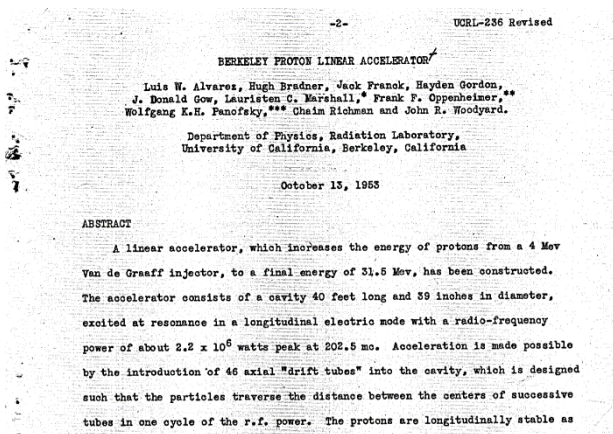 -2- UCRL-236 Revised
BERKELEY PROTON LINEAR ACCELERATOR
Luis W. Alvarez, Hugh Bradner, Jack Franck, Hayden Gordon,
J. Donald Gow, Lauristen C. Marshall,* Frank F. Oppenheimer,**
Wolfgang K.H. Panofsky,*** Chaim Richman and John R. Woodyard.
Department of Physics, Radiation Laboratory,
University of California, Berkeley, California
October 13, 1953
ABSTRACT
A linear accelerator, which increases the energy of protons from a 4 Mev
Van de Graaff injector, to a final energy of 31.5 Mev, has been constructed.
The accelerator consists of a cavity 40 feet long and 39 inches in diameter,
excited at resonance in a longitudinal electric mode with a radio-frequency
power of about 2.2 x 10⁶ watts peak at 202.5 mc. Acceleration is made possible
by the introduction of 46 axial "drift tubes" into the cavity, which is designed
such that the particles traverse the distance between the centers of successive
tubes in one cycle of the r.f. power. The protons are longitudinally stable as